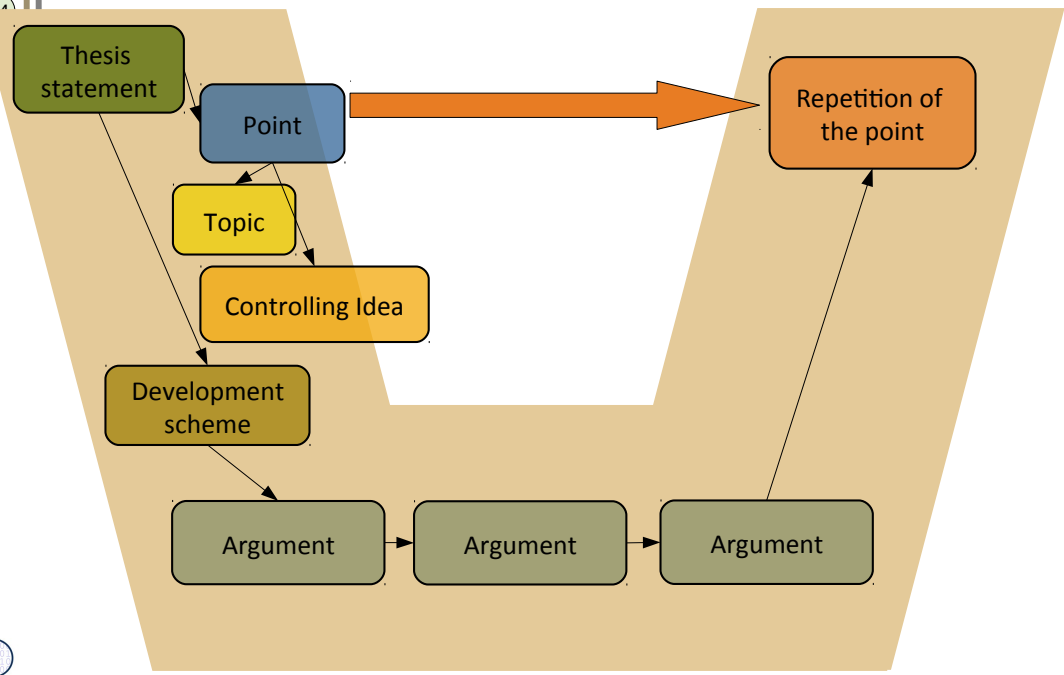 Thesis
statement
Point
Repetition of
the point
Topic
Controlling Idea
Development
scheme
Argument
Argument
Argument